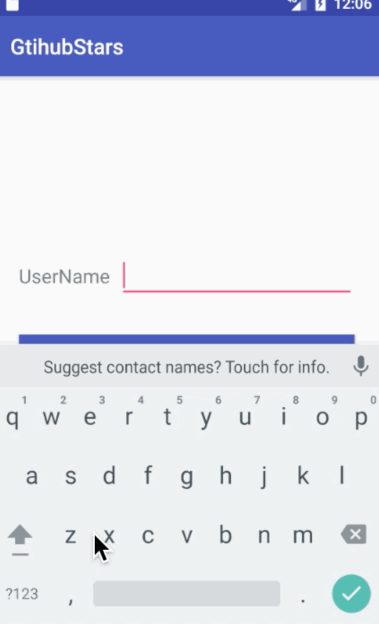 12:06
GtihubStars
UserName
Suggest contact names? Touch for info.
1 2 3 4 5 6 7 8 9 0
q w e r t y u i o p
a s d f g h j k l
z x c v b n m
?123 , .